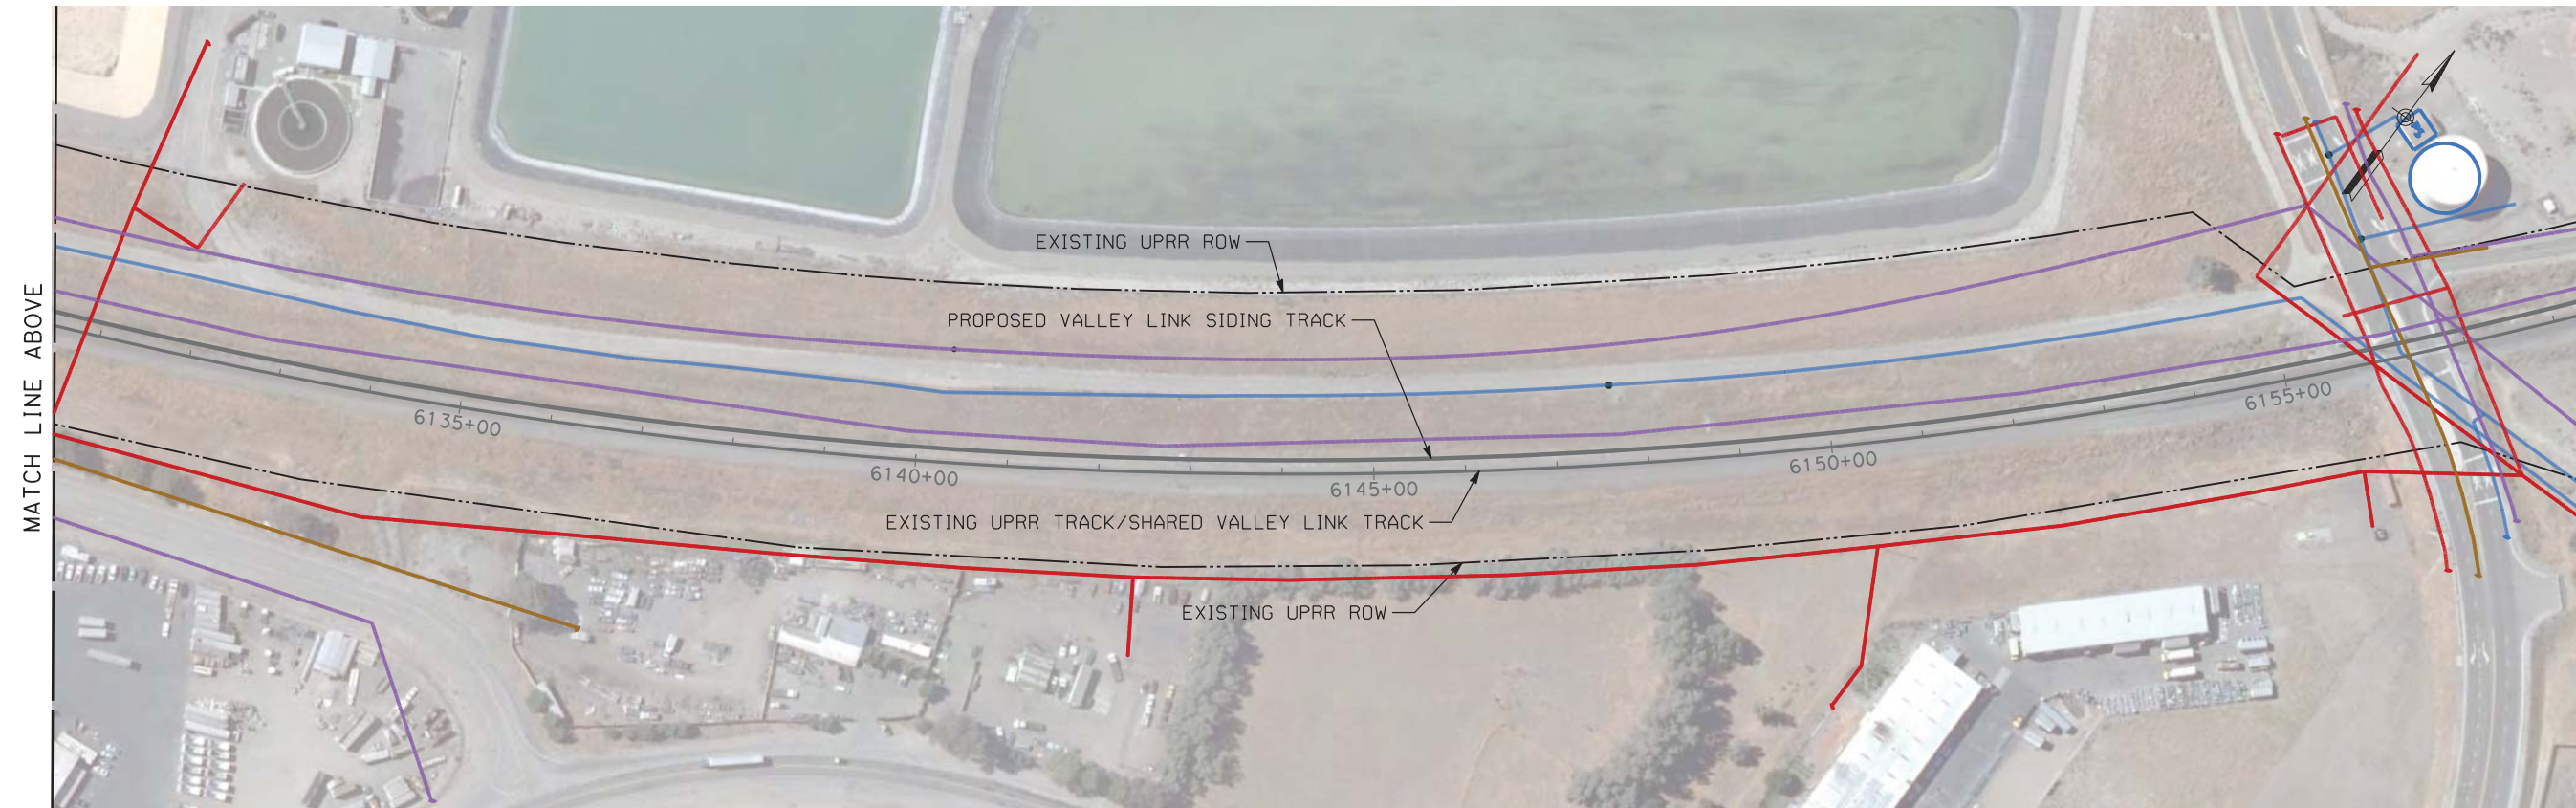 EXISTING UPRR ROW
PROPOSED VALLEY LINK SIDING TRACK
MATCH LINE ABOVE
6135+00
6140+00
6145+00
6150+00
6155+00
EXISTING UPRR TRACK/SHARED VALLEY LINK TRACK
EXISTING UPRR ROW